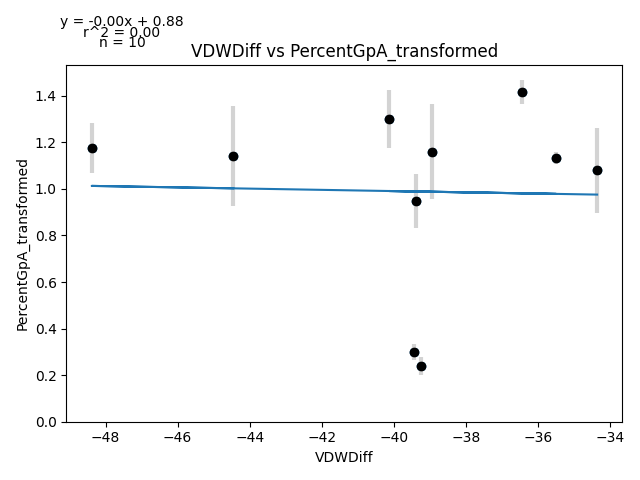 y = -0.00x + 0.88
r^2 = 0.00
n = 10
VDWDiff vs PercentGpA_transformed
PercentGpA_transformed
1.4
1.2
1.0
0.8
0.6
0.4
0.2
0.0
−48 −46 −44 −42 −40 −38 −36 −34
VDWDiff